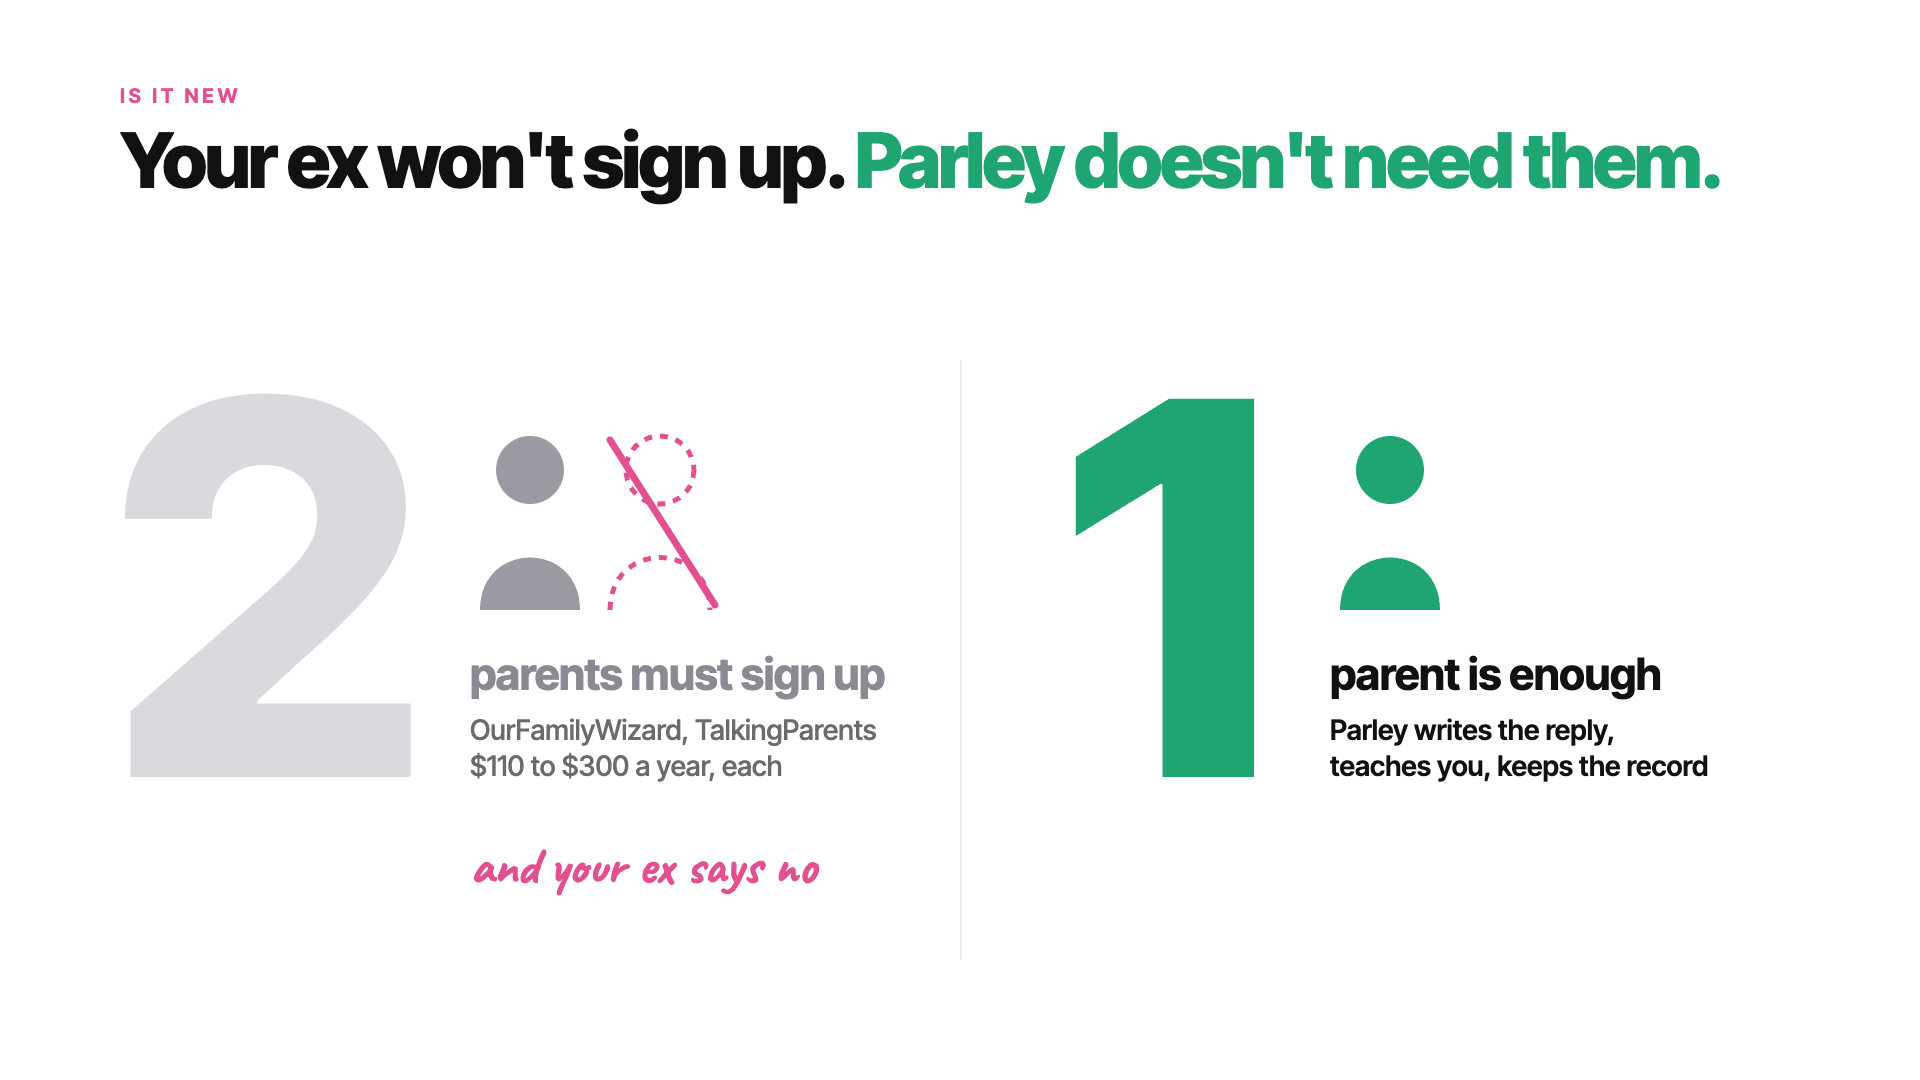 IS IT NEW
Your ex won't sign up. Parley doesn't need them.
2
parents must sign up
OurFamilyWizard, TalkingParents
$110 to $300 a year, each
and your ex says no
1
parent is enough
Parley writes the reply,
teaches you, keeps the record